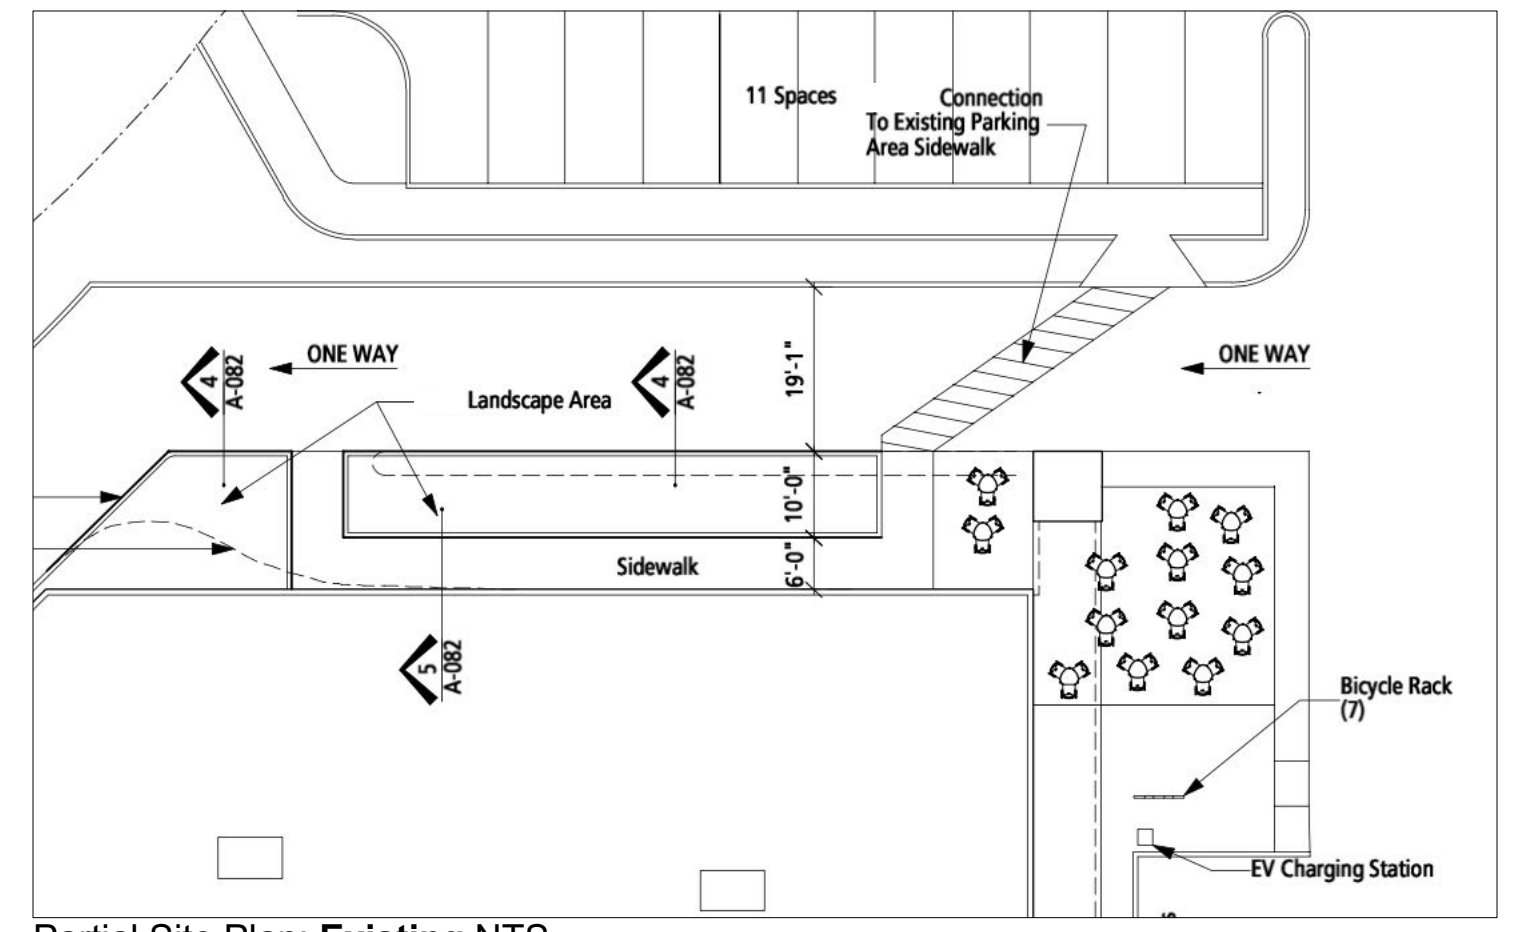 11 Spaces
Connection
To Existing Parking
Area Sidewalk
ONE WAY
ONE WAY
4
A-082
4
A-082
19'-1"
Landscape Area
10'-0"
6'-0"
Sidewalk
5
A-082
Bicycle Rack
(7)
EV Charging Station
Partial Site Plan: Existing NTS